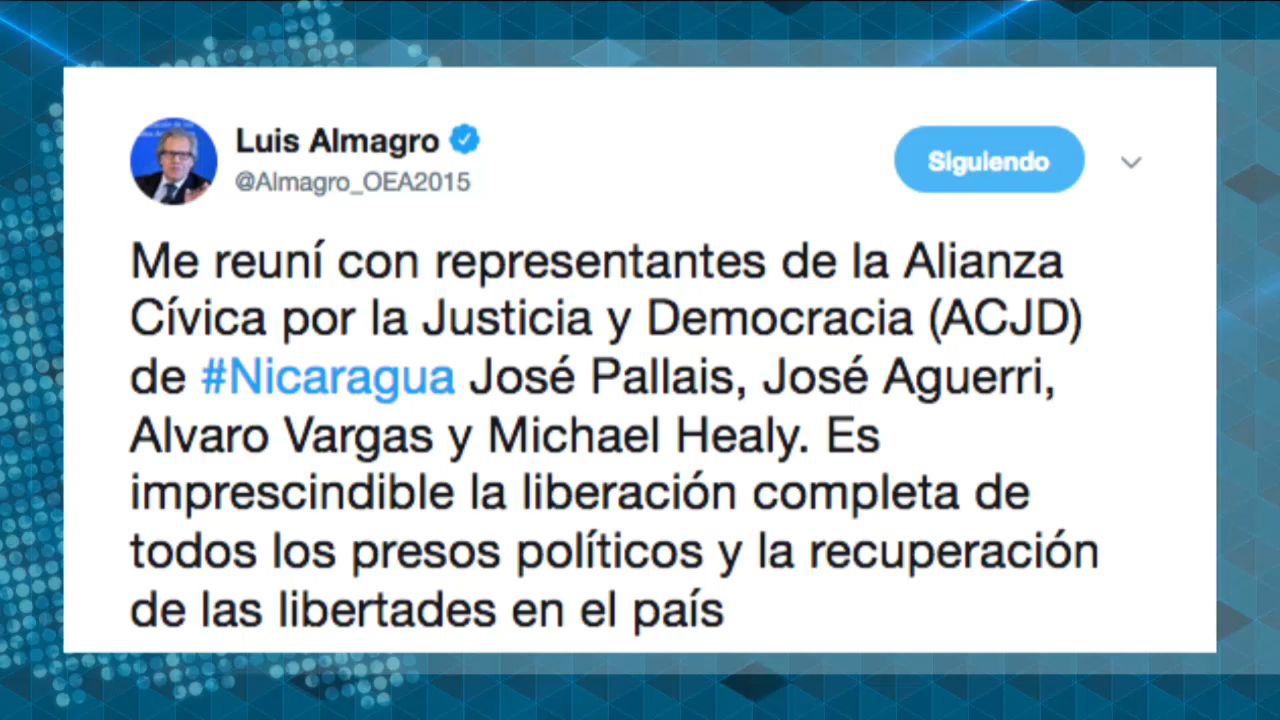 Luis Almagro
@Almagro_OEA2015
Siguiendo
Me reuní con representantes de la Alianza
Cívica por la Justicia y Democracia (ACJD)
de #Nicaragua José Pallais, José Aguerri,
Alvaro Vargas y Michael Healy. Es
imprescindible la liberación completa de
todos los presos políticos y la recuperación
de las libertades en el país